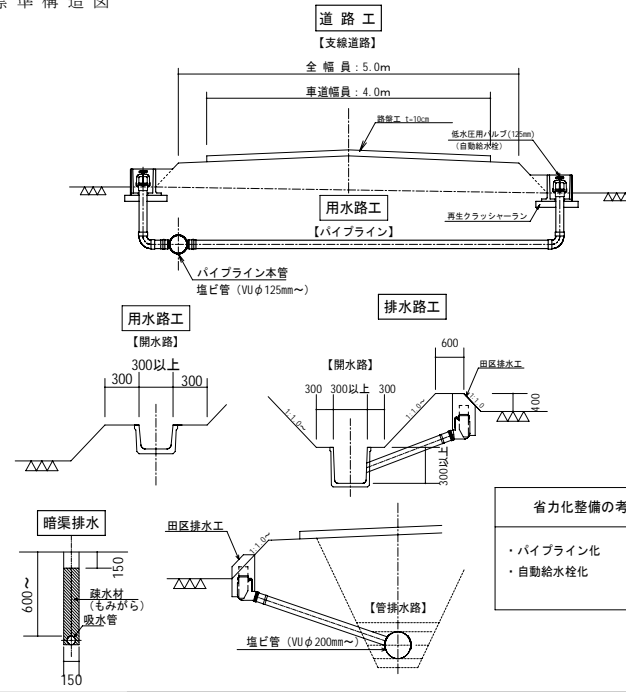 標準構造図
道路工
【支線道路】
全幅員：5.0m
車道幅員：4.0m
路盤工 t=10cm
低水圧用バルブ(125mm)
(自動給水栓)
用水路工
【パイプライン】
再生クラッシャーラン
パイプライン本管
塩ビ管（VUφ125mm～）
用水路工
【開水路】
300以上
300
300
排水路工
【開水路】
300
300以上
300
600
田区排水工
1:1.0～
1:1.0～
1:1.0
400
300以上
暗渠排水
150
600～
疎水材
(もみがら)
吸水管
150
田区排水工
1:1.0～
【管排水路】
塩ビ管（VUφ200mm～）
省力化整備の考
・パイプライン化
・自動給水栓化